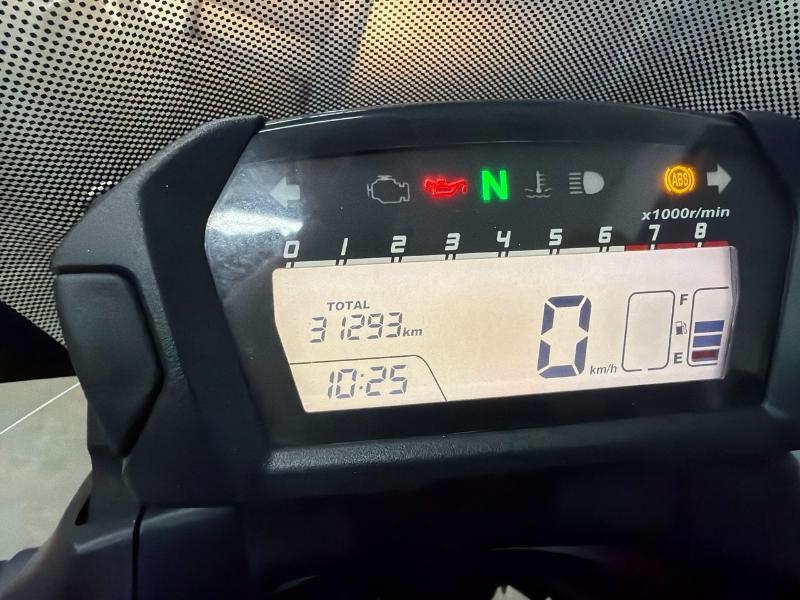 N
ABS
x1000r/min
0 1 2 3 4 5 6 7 8
TOTAL
31293km
10:25
0 km/h
F
E